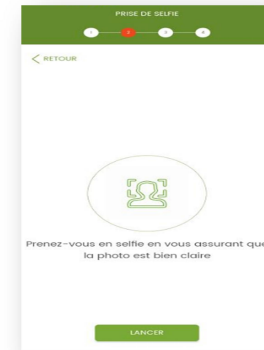 PRISE DE SELFIE
1 2 3 4
< RETOUR
Prenez-vous en selfie en vous assurant que
la photo est bien claire
LANCER